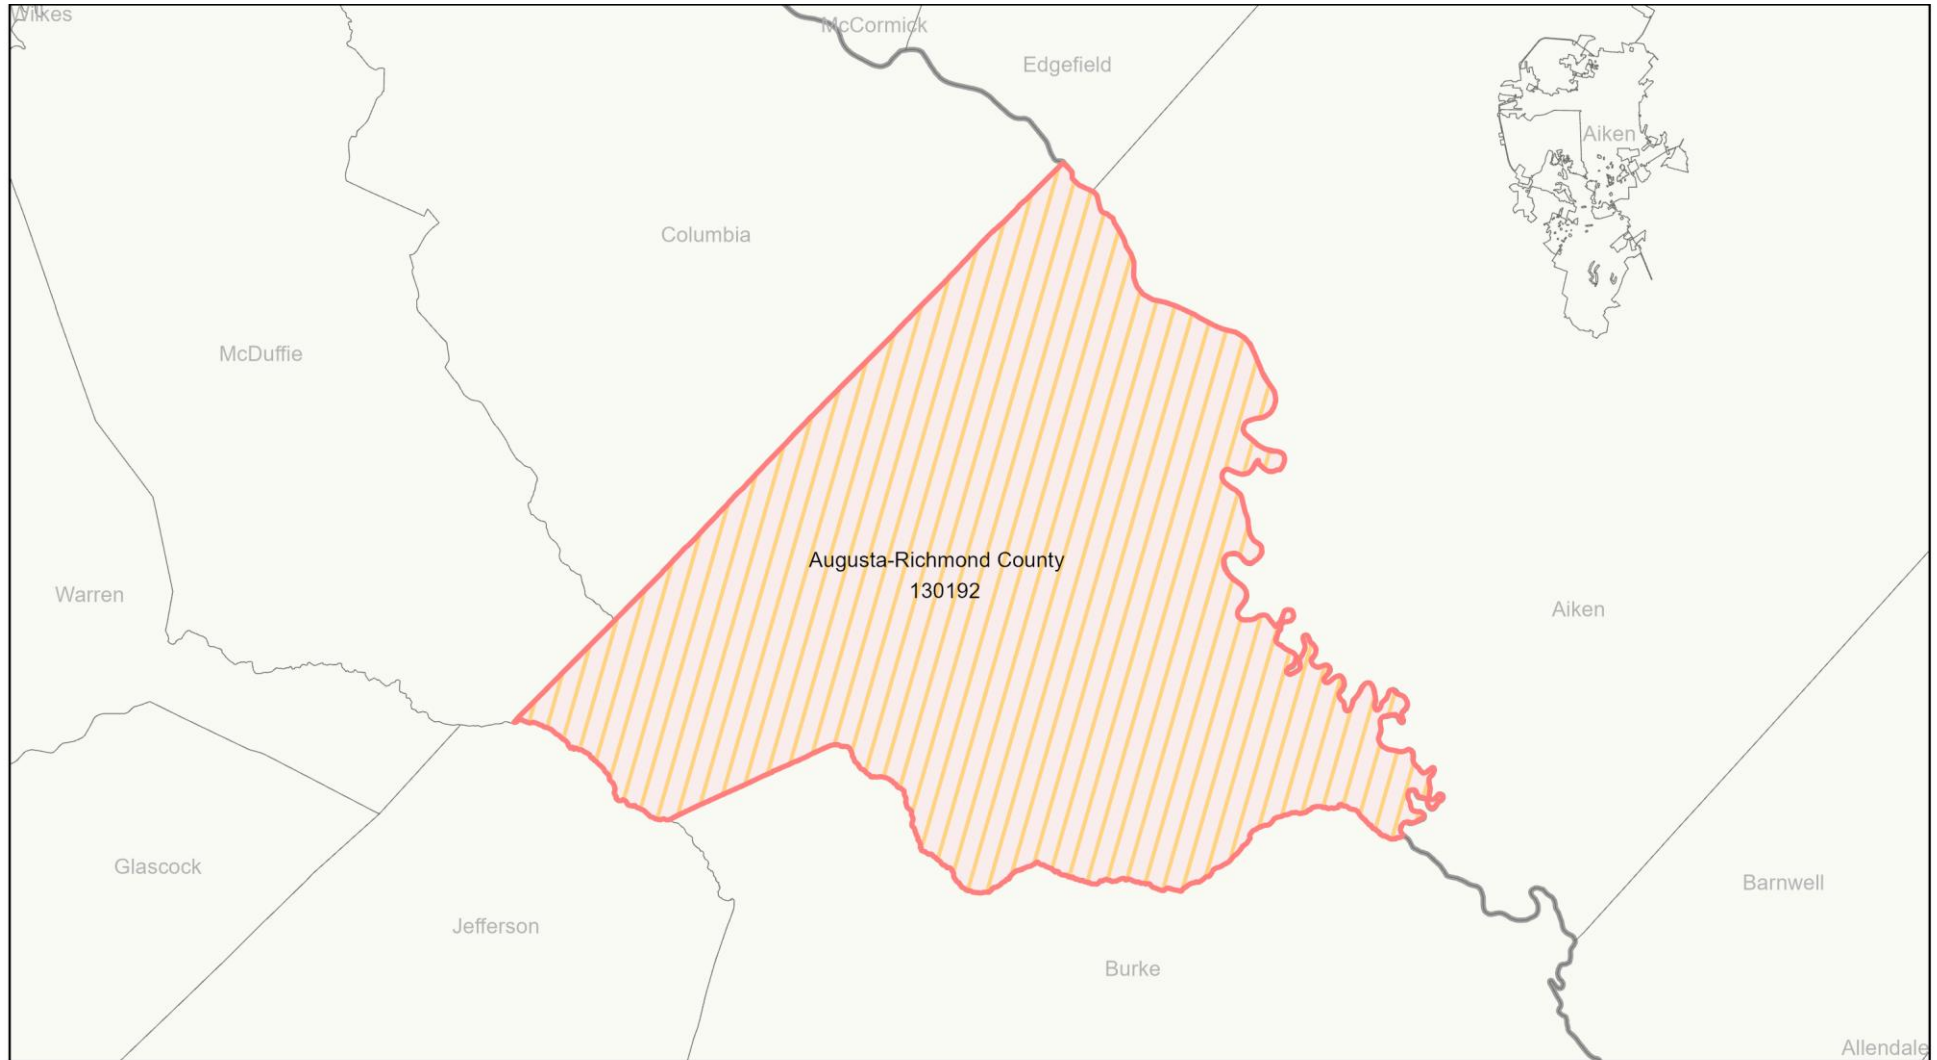 Wilkes
McCormick
Edgefield
Aiken
Columbia
McDuffie
Augusta-Richmond County
130192
Warren
Aiken
Glascock
Barnwell
Jefferson
Burke
Allendale